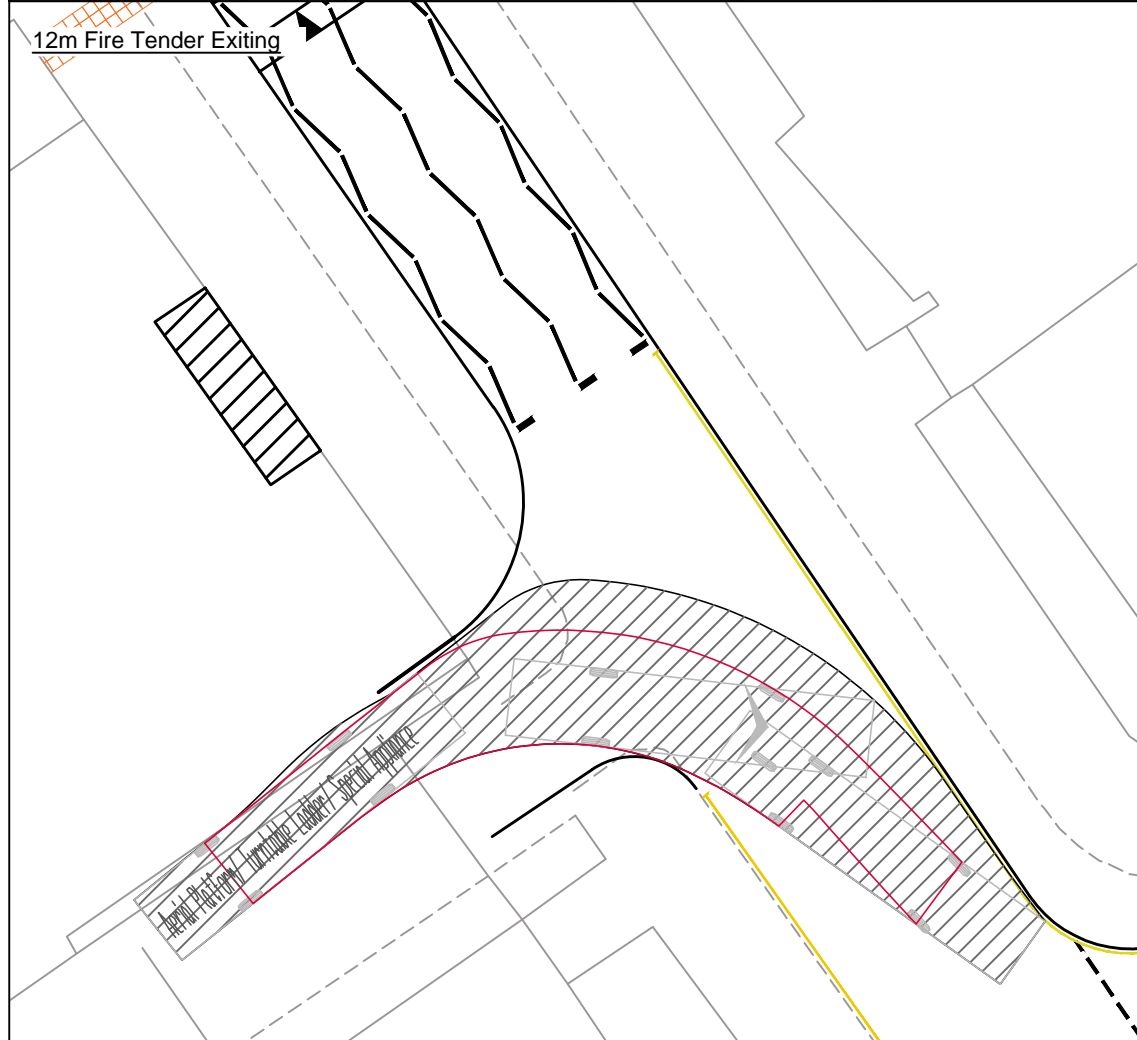 12m Fire Tender Exiting
Aerial Platform/ Turntable Ladder/ Special Appliance